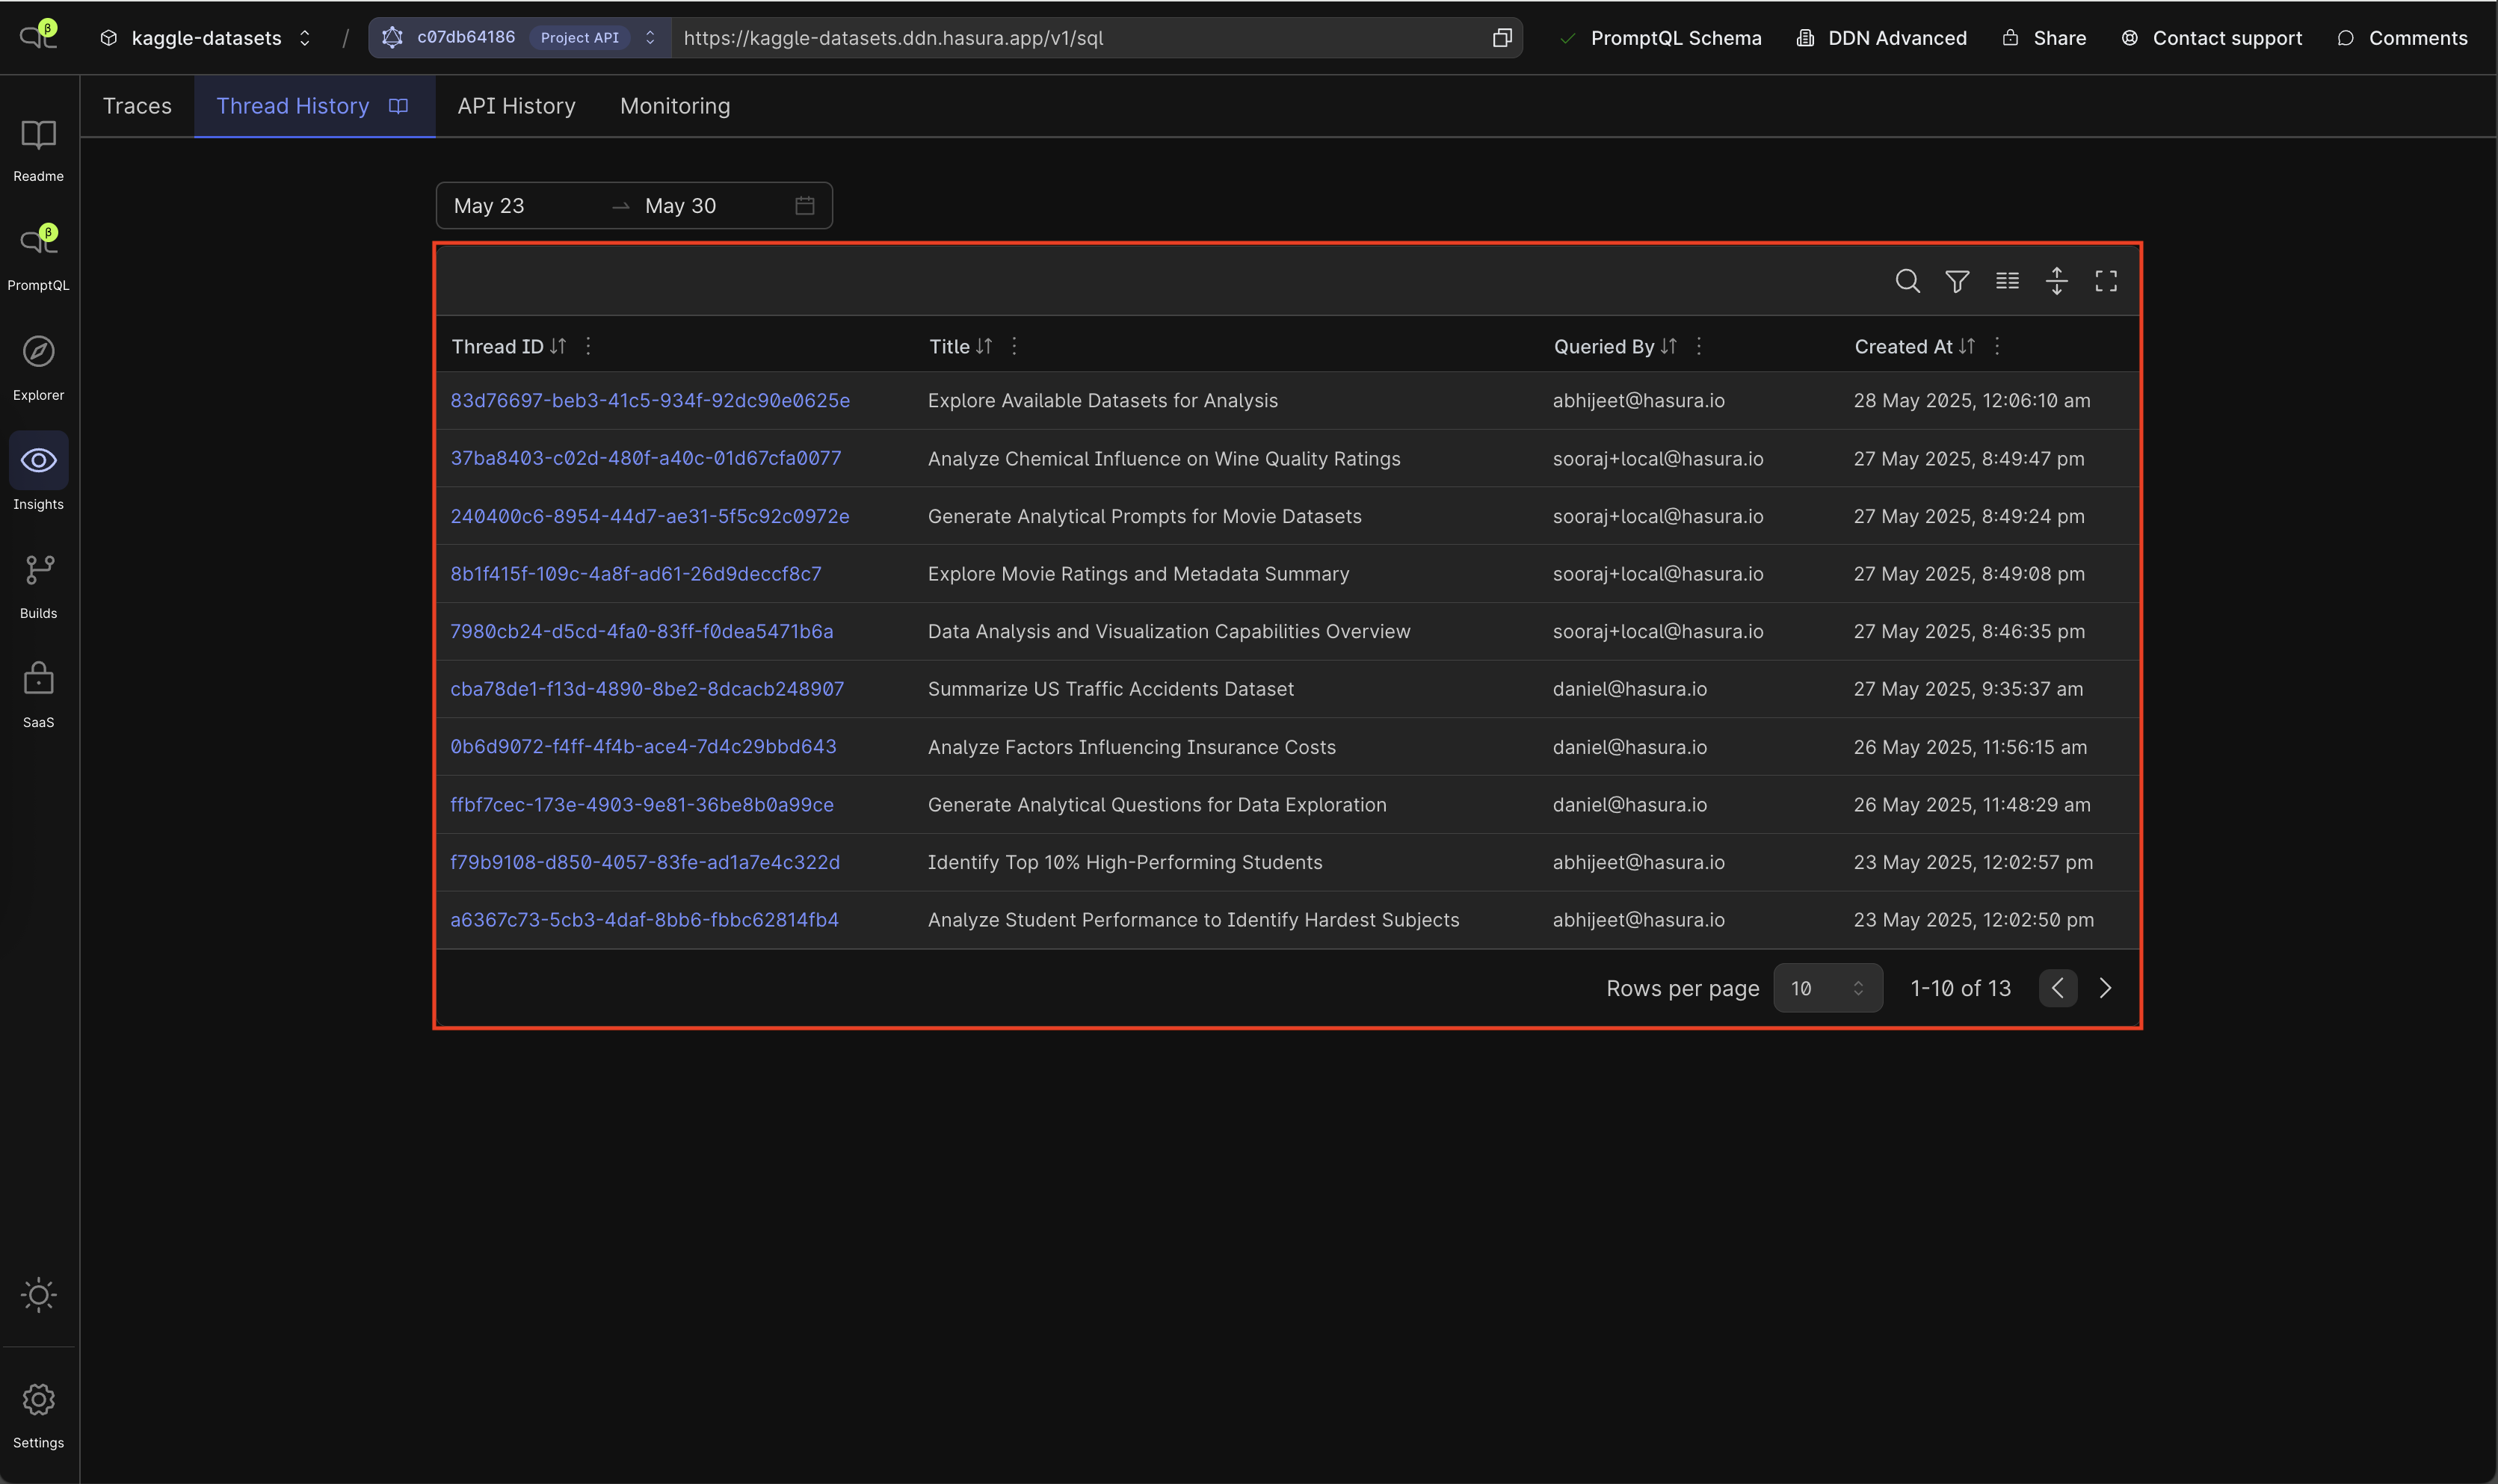 β kaggle-datasets / c07db64186 Project API https://kaggle-datasets.ddn.hasura.app/v1/sql PromptQL Schema DDN Advanced Share Contact support Comments
Traces Thread History API History Monitoring
Readme
β
PromptQL
Explorer
Insights
Builds
SaaS
Settings
May 23 → May 30
Thread ID Title Queried By Created At
83d76697-beb3-41c5-934f-92dc90e0625e Explore Available Datasets for Analysis abhijeet@hasura.io 28 May 2025, 12:06:10 am
37ba8403-c02d-480f-a40c-01d67cfa0077 Analyze Chemical Influence on Wine Quality Ratings sooraj+local@hasura.io 27 May 2025, 8:49:47 pm
240400c6-8954-44d7-ae31-5f5c92c0972e Generate Analytical Prompts for Movie Datasets sooraj+local@hasura.io 27 May 2025, 8:49:24 pm
8b1f415f-109c-4a8f-ad61-26d9deccf8c7 Explore Movie Ratings and Metadata Summary sooraj+local@hasura.io 27 May 2025, 8:49:08 pm
7980cb24-d5cd-4fa0-83ff-f0dea5471b6a Data Analysis and Visualization Capabilities Overview sooraj+local@hasura.io 27 May 2025, 8:46:35 pm
cba78de1-f13d-4890-8be2-8dcacb248907 Summarize US Traffic Accidents Dataset daniel@hasura.io 27 May 2025, 9:35:37 am
0b6d9072-f4ff-4f4b-ace4-7d4c29bbd643 Analyze Factors Influencing Insurance Costs daniel@hasura.io 26 May 2025, 11:56:15 am
ffbf7cec-173e-4903-9e81-36be8b0a99ce Generate Analytical Questions for Data Exploration daniel@hasura.io 26 May 2025, 11:48:29 am
f79b9108-d850-4057-83fe-ad1a7e4c322d Identify Top 10% High-Performing Students abhijeet@hasura.io 23 May 2025, 12:02:57 pm
a6367c73-5cb3-4daf-8bb6-fbbc62814fb4 Analyze Student Performance to Identify Hardest Subjects abhijeet@hasura.io 23 May 2025, 12:02:50 pm
Rows per page 10 1-10 of 13